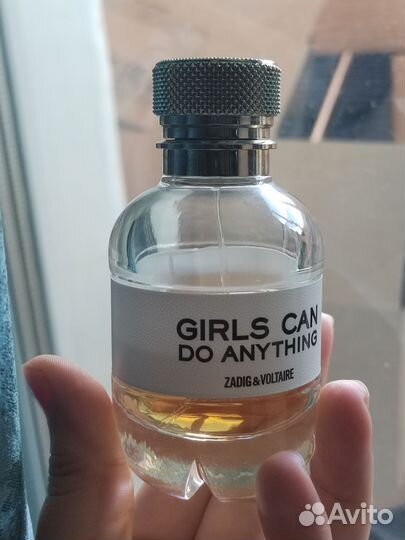 GIRLS CAN
DO ANYTHING
ZADIG & VOLTAIRE
Avito